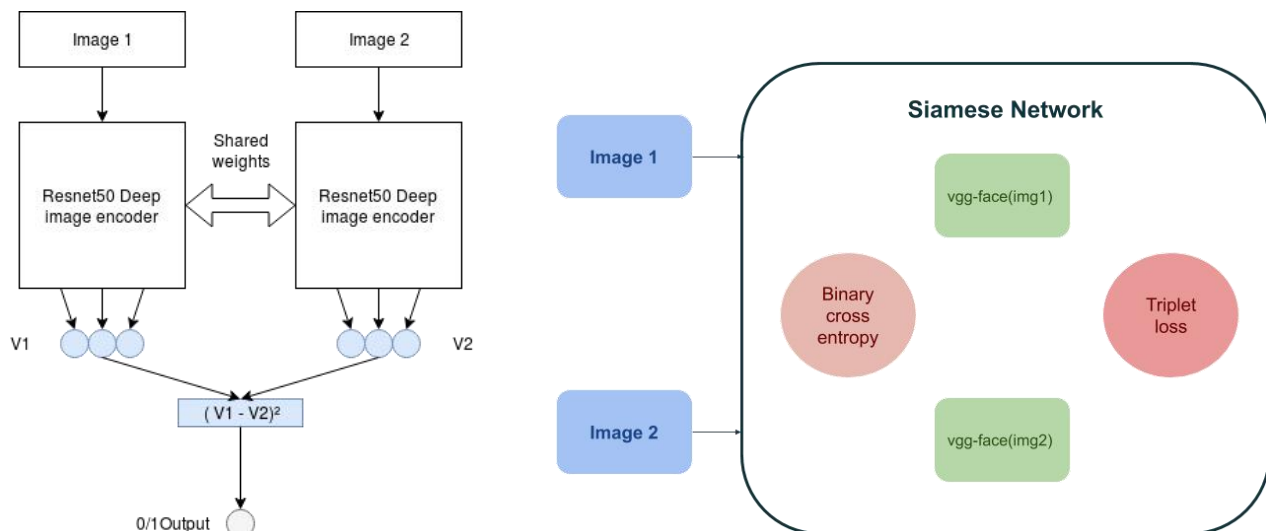 Image 1
Image 2
Shared
weights
Resnet50 Deep
image encoder
Resnet50 Deep
image encoder
V1
V2
( V1 - V2)²
0/1Output
Siamese Network
Image 1
vgg-face(img1)
Binary
cross
entropy
Triplet
loss
Image 2
vgg-face(img2)